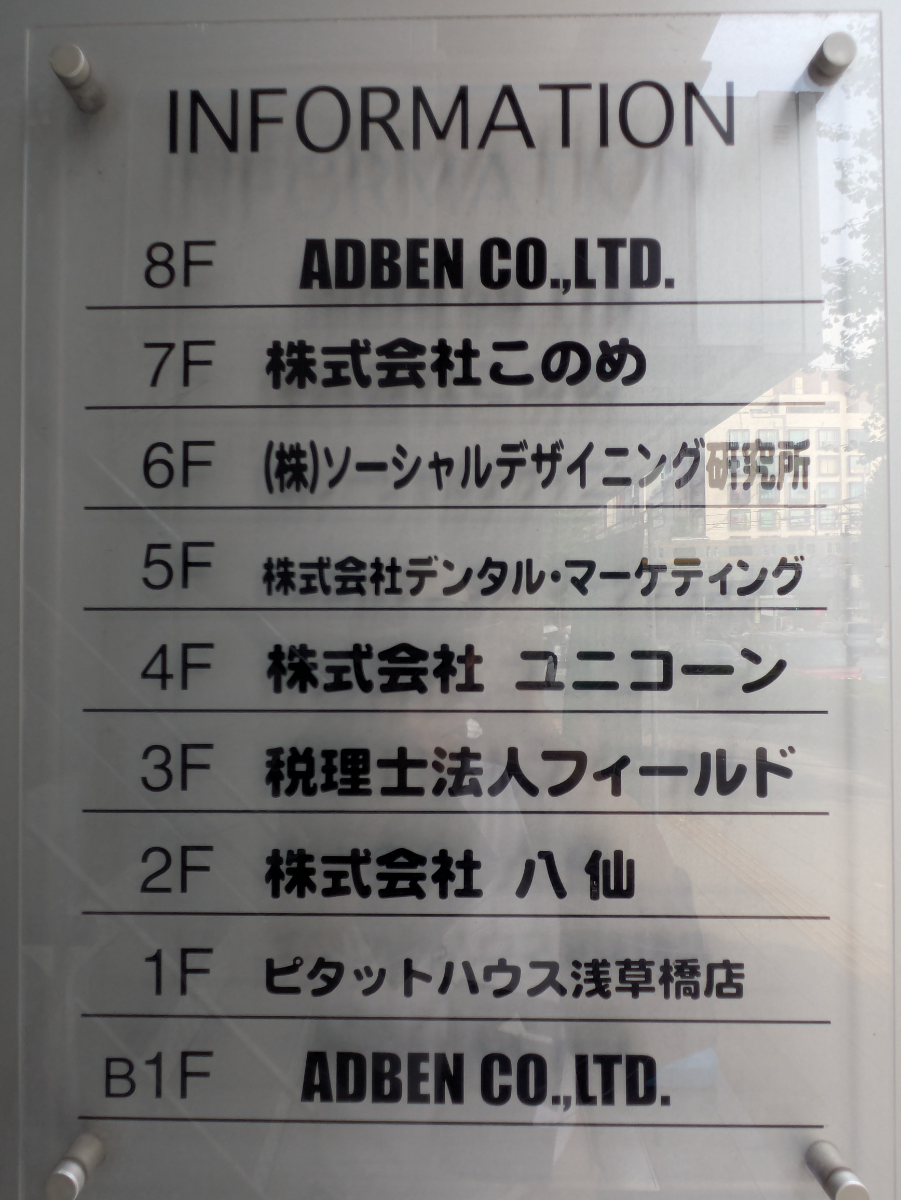 INFORMATION
8F ADBEN CO.,LTD.
7F 株式会社このめ
6F (株)ソーシャルデザイニング研究所
5F 株式会社デンタル・マーケティング
4F 株式会社 ユニコーン
3F 税理士法人フィールド
2F 株式会社 八仙
1F ピタットハウス浅草橋店
B1F ADBEN CO.,LTD.